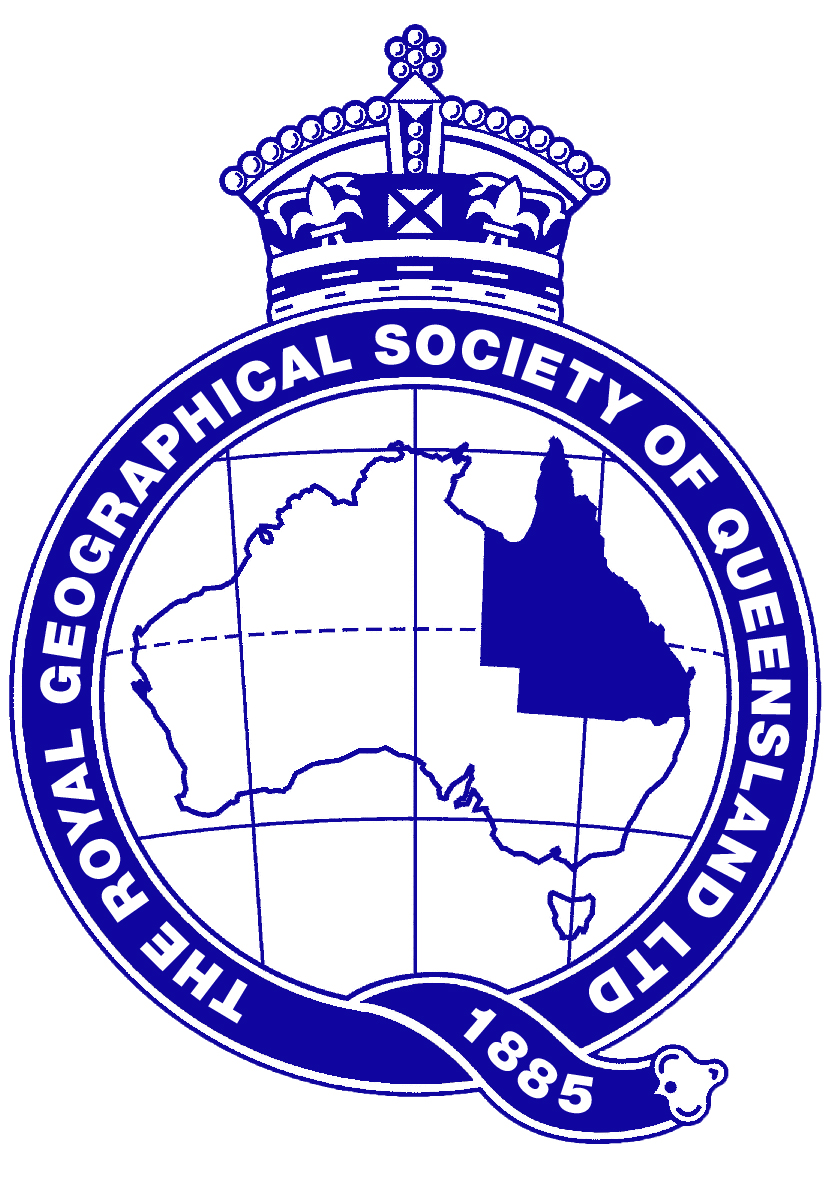 THE ROYAL GEOGRAPHICAL SOCIETY OF QUEENSLAND LTD
1885